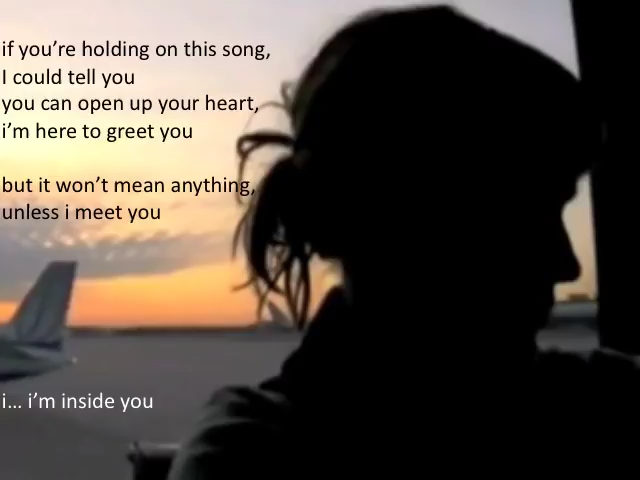 if you’re holding on this song,
I could tell you
you can open up your heart,
i’m here to greet you
but it won’t mean anything,
unless i meet you
i... i’m inside you